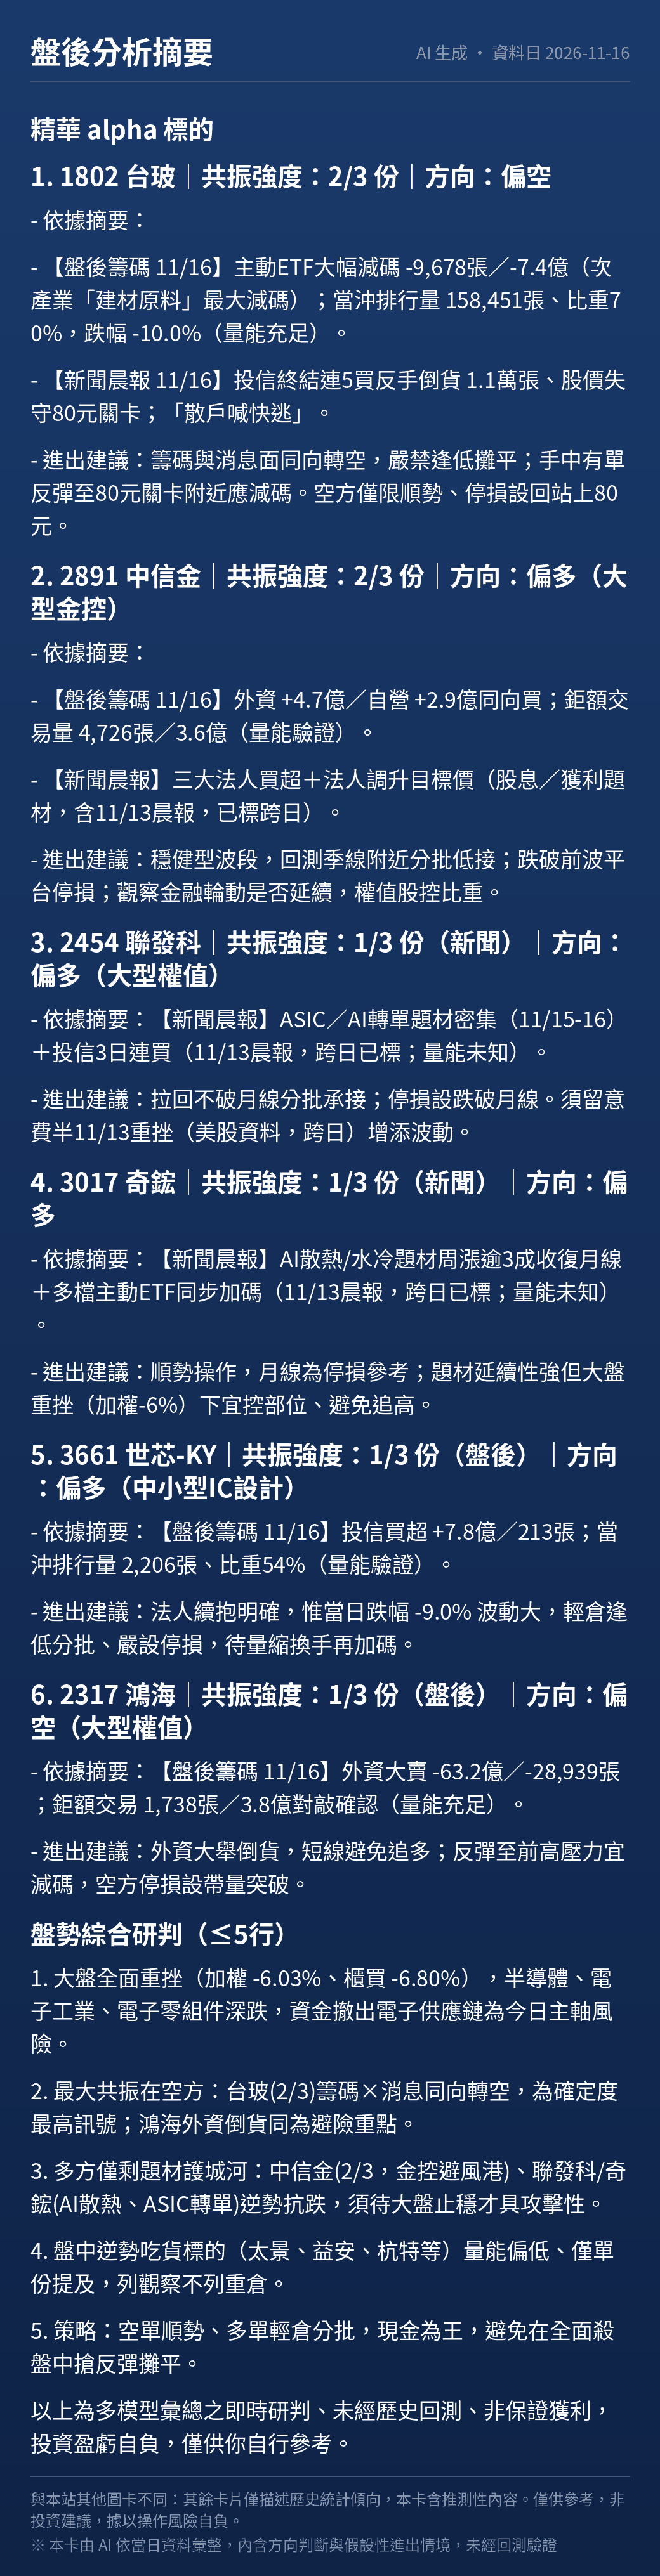 盤後分析摘要
AI 生成 ・ 資料日 2026-11-16
精華 alpha 標的
1. 1802 台玻｜共振強度：2/3 份｜方向：偏空
- 依據摘要：
- 【盤後籌碼 11/16】主動ETF大幅減碼 -9,678張／-7.4億（次
產業「建材原料」最大減碼）；當沖排行量 158,451張、比重7
0%，跌幅 -10.0%（量能充足）。
- 【新聞晨報 11/16】投信終結連5買反手倒貨 1.1萬張、股價失
守80元關卡；「散戶喊快逃」。
- 進出建議：籌碼與消息面同向轉空，嚴禁逢低攤平；手中有單
反彈至80元關卡附近應減碼。空方僅限順勢、停損設回站上80
元。
2. 2891 中信金｜共振強度：2/3 份｜方向：偏多（大
型金控）
- 依據摘要：
- 【盤後籌碼 11/16】外資 +4.7億／自營 +2.9億同向買；鉅額交
易量 4,726張／3.6億（量能驗證）。
- 【新聞晨報】三大法人買超＋法人調升目標價（股息／獲利題
材，含11/13晨報，已標跨日）。
- 進出建議：穩健型波段，回測季線附近分批低接；跌破前波平
台停損；觀察金融輪動是否延續，權值股控比重。
3. 2454 聯發科｜共振強度：1/3 份（新聞）｜方向：
偏多（大型權值）
- 依據摘要：【新聞晨報】ASIC／AI轉單題材密集（11/15-16）
＋投信3日連買（11/13晨報，跨日已標；量能未知）。
- 進出建議：拉回不破月線分批承接；停損設跌破月線。須留意
費半11/13重挫（美股資料，跨日）增添波動。
4. 3017 奇鋐｜共振強度：1/3 份（新聞）｜方向：偏
多
- 依據摘要：【新聞晨報】AI散熱/水冷題材周漲逾3成收復月線
＋多檔主動ETF同步加碼（11/13晨報，跨日已標；量能未知）
。
- 進出建議：順勢操作，月線為停損參考；題材延續性強但大盤
重挫（加權-6%）下宜控部位、避免追高。
5. 3661 世芯-KY｜共振強度：1/3 份（盤後）｜方向
：偏多（中小型IC設計）
- 依據摘要：【盤後籌碼 11/16】投信買超 +7.8億／213張；當
沖排行量 2,206張、比重54%（量能驗證）。
- 進出建議：法人續抱明確，惟當日跌幅 -9.0% 波動大，輕倉逢
低分批、嚴設停損，待量縮換手再加碼。
6. 2317 鴻海｜共振強度：1/3 份（盤後）｜方向：偏
空（大型權值）
- 依據摘要：【盤後籌碼 11/16】外資大賣 -63.2億／-28,939張
；鉅額交易 1,738張／3.8億對敲確認（量能充足）。
- 進出建議：外資大舉倒貨，短線避免追多；反彈至前高壓力宜
減碼，空方停損設帶量突破。
盤勢綜合研判（≤5行）
1. 大盤全面重挫（加權 -6.03%、櫃買 -6.80%），半導體、電
子工業、電子零組件深跌，資金撤出電子供應鏈為今日主軸風
險。
2. 最大共振在空方：台玻(2/3)籌碼×消息同向轉空，為確定度
最高訊號；鴻海外資倒貨同為避險重點。
3. 多方僅剩題材護城河：中信金(2/3，金控避風港)、聯發科/奇
鋐(AI散熱、ASIC轉單)逆勢抗跌，須待大盤止穩才具攻擊性。
4. 盤中逆勢吃貨標的（太景、益安、杭特等）量能偏低、僅單
份提及，列觀察不列重倉。
5. 策略：空單順勢、多單輕倉分批，現金為王，避免在全面殺
盤中搶反彈攤平。
以上為多模型彙總之即時研判、未經歷史回測、非保證獲利，
投資盈虧自負，僅供你自行參考。
與本站其他圖卡不同：其餘卡片僅描述歷史統計傾向，本卡含推測性內容。僅供參考，非
投資建議，據以操作風險自負。
※ 本卡由 AI 依當日資料彙整，內含方向判斷與假設性進出情境，未經回測驗證